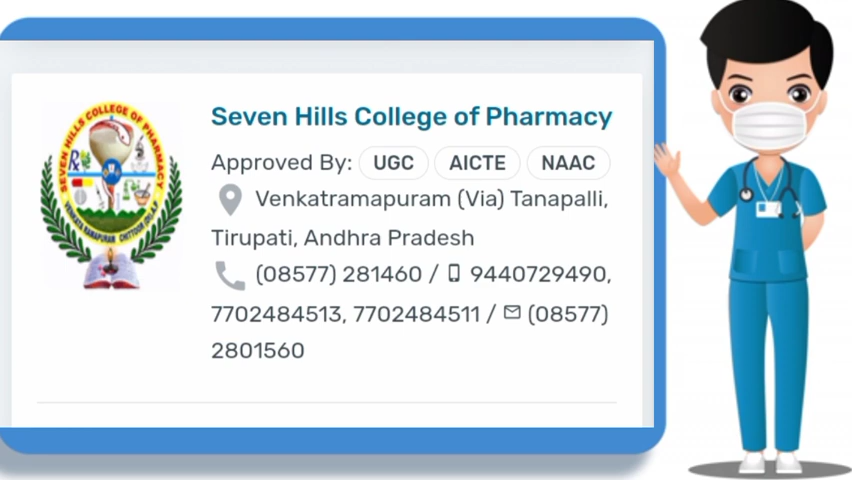 Seven Hills College of Pharmacy
Approved By: UGC AICTE NAAC
Venkatramapuram (Via) Tanapalli,
Tirupati, Andhra Pradesh
(08577) 281460 / 9440729490,
7702484513, 7702484511 / (08577)
2801560
SEVEN HILLS COLLEGE OF PHARMACY